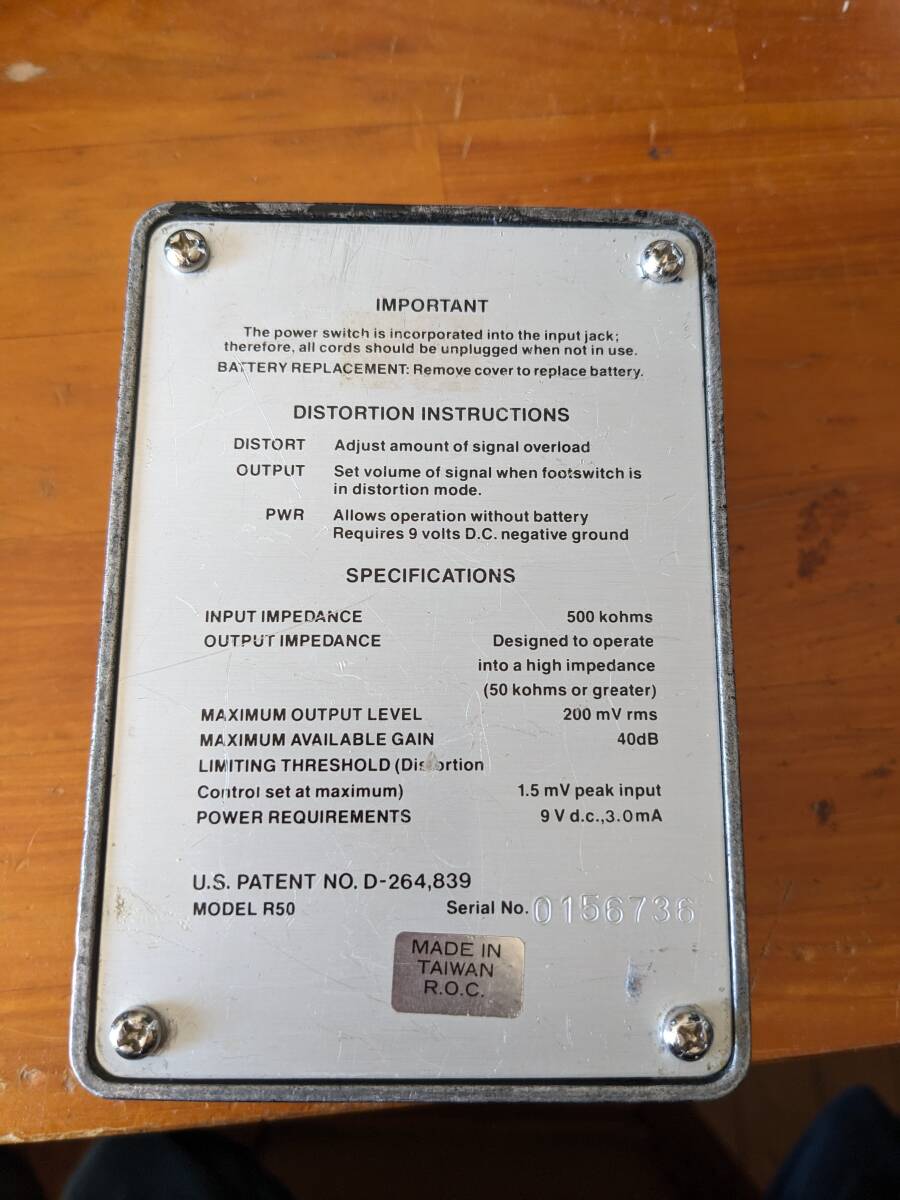 IMPORTANT
The power switch is incorporated into the input jack;
therefore, all cords should be unplugged when not in use.
BATTERY REPLACEMENT: Remove cover to replace battery.
DISTORTION INSTRUCTIONS
DISTORT Adjust amount of signal overload
OUTPUT Set volume of signal when footswitch is
in distortion mode.
PWR Allows operation without battery
Requires 9 volts D.C. negative ground
SPECIFICATIONS
INPUT IMPEDANCE 500 kohms
OUTPUT IMPEDANCE Designed to operate
into a high impedance
(50 kohms or greater)
MAXIMUM OUTPUT LEVEL 200 mV rms
MAXIMUM AVAILABLE GAIN 40dB
LIMITING THRESHOLD (Distortion
Control set at maximum) 1.5 mV peak input
POWER REQUIREMENTS 9 V d.c.,3.0mA
U.S. PATENT NO. D-264,839
MODEL R50 Serial No. 0156736
MADE IN
TAIWAN
R.O.C.